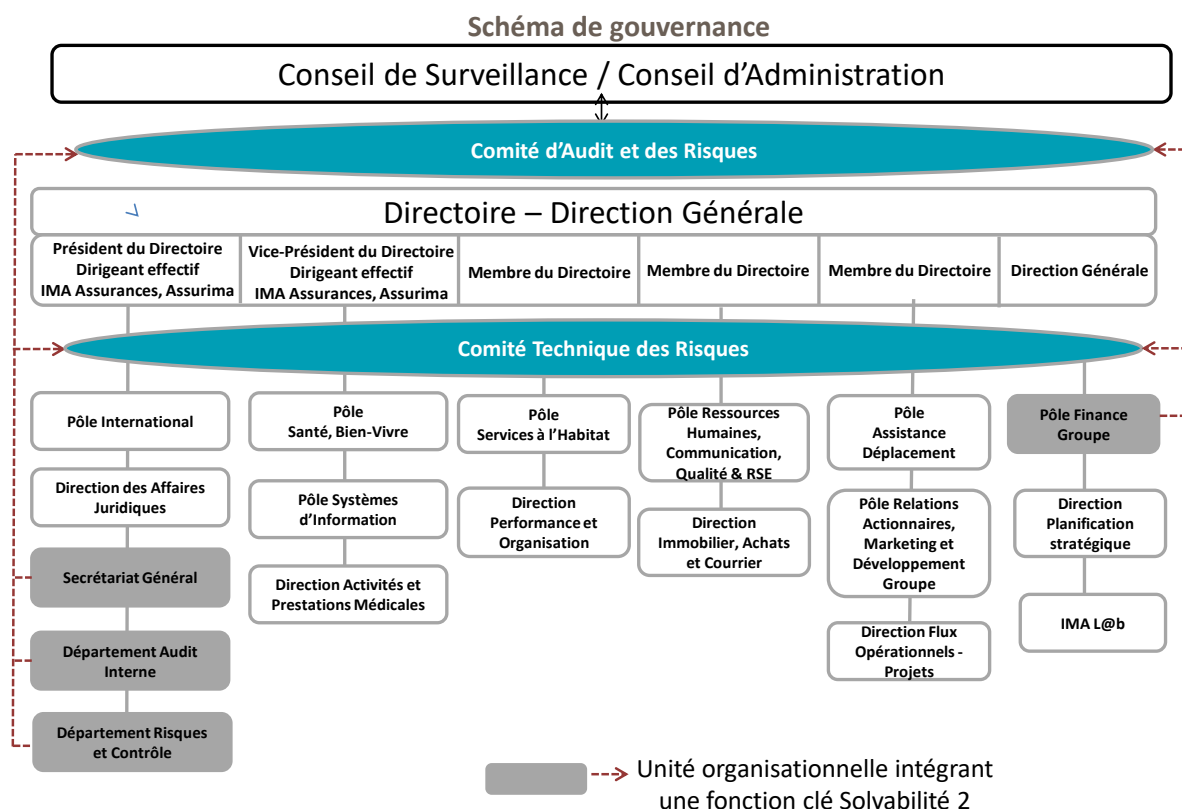 Schéma de gouvernance
Conseil de Surveillance / Conseil d’Administration
Comité d’Audit et des Risques
Directoire – Direction Générale
Président du Directoire
Dirigeant effectif
IMA Assurances, Assurima
Vice-Président du Directoire
Dirigeant effectif
IMA Assurances, Assurima
Membre du Directoire
Membre du Directoire
Membre du Directoire
Direction Générale
Comité Technique des Risques
Pôle International
Direction des Affaires
Juridiques
Secrétariat Général
Département Audit
Interne
Département Risques
et Contrôle
Pôle
Santé, Bien-Vivre
Pôle Systèmes
d’Information
Direction Activités et
Prestations Médicales
Pôle
Services à l’Habitat
Direction
Performance et
Organisation
Pôle Ressources
Humaines,
Communication,
Qualité & RSE
Direction
Immobilier, Achats
et Courrier
Pôle
Assistance
Déplacement
Pôle Relations
Actionnaires,
Marketing et
Développement
Groupe
Direction Flux
Opérationnels -
Projets
Pôle Finance
Groupe
Direction
Planification
stratégique
IMA L@b
Unité organisationnelle intégrant
une fonction clé Solvabilité 2